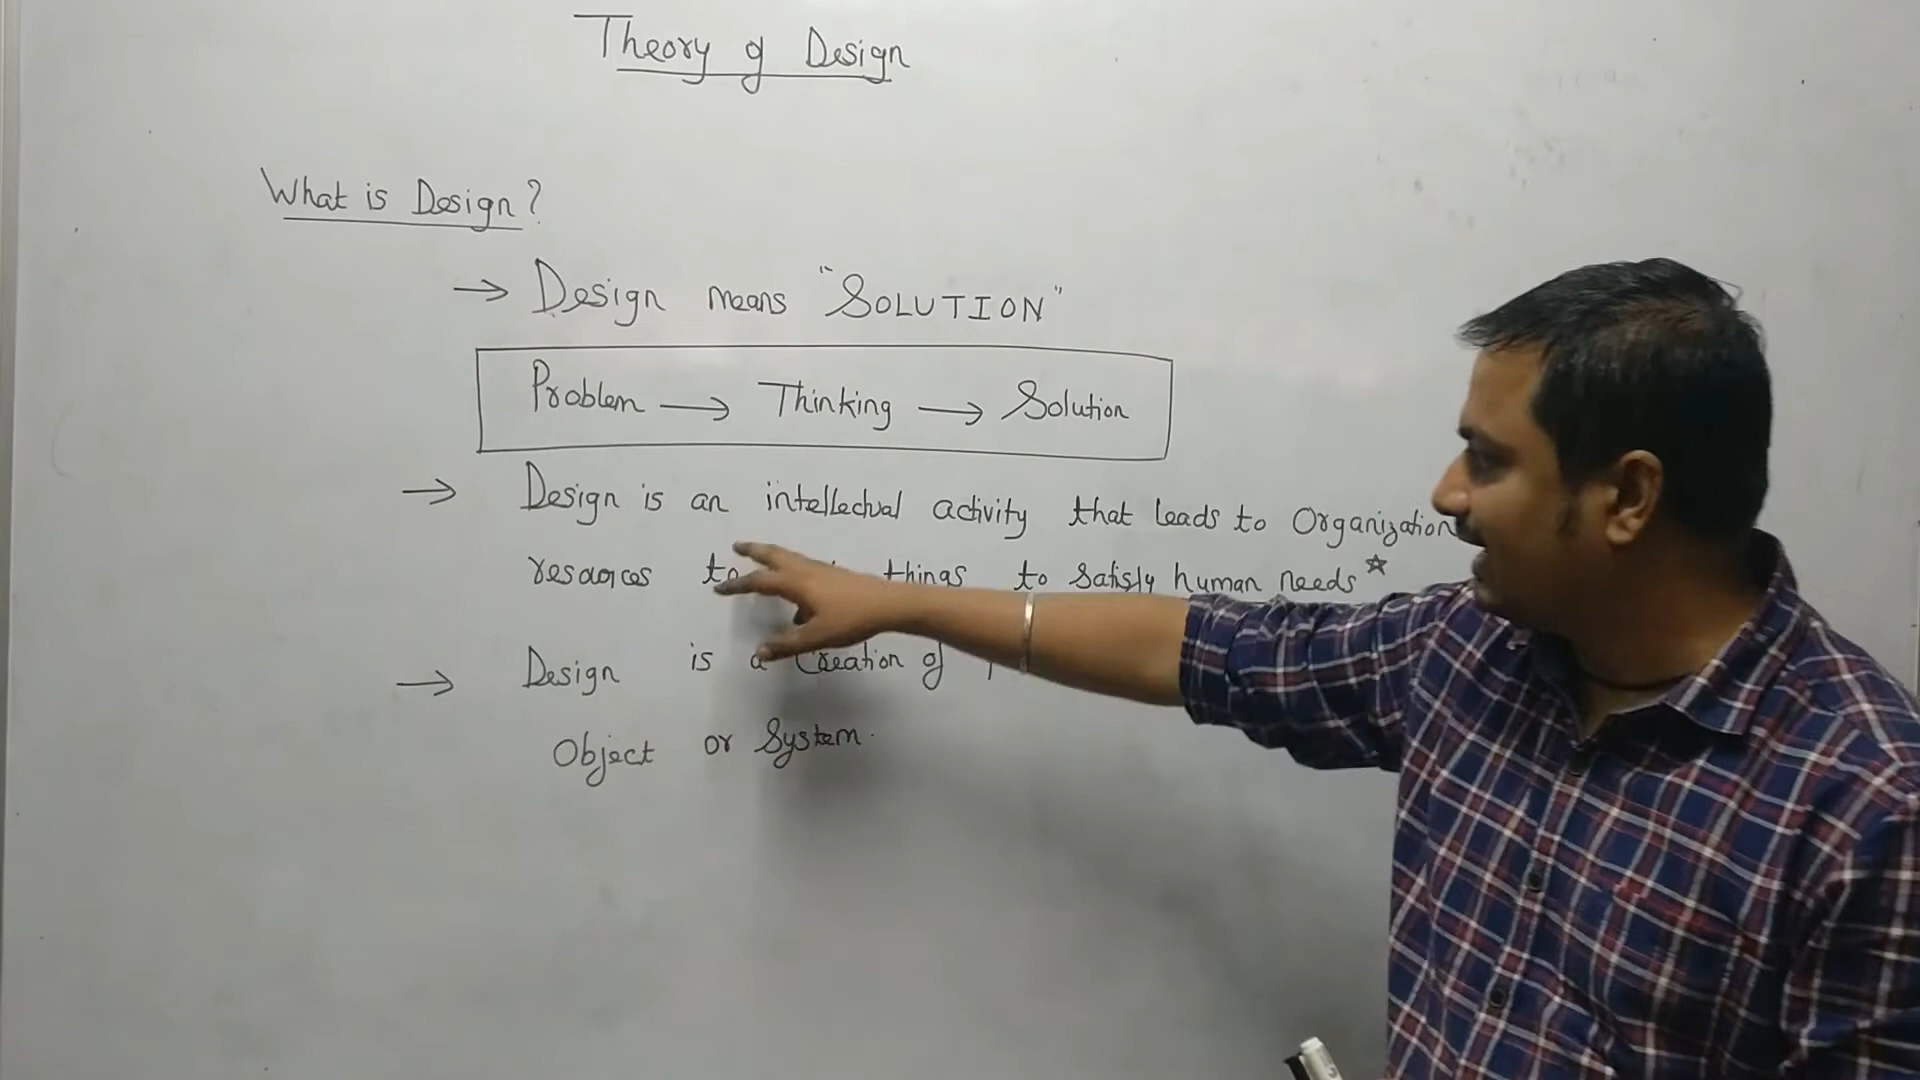 Theory of Design
What is Design?
→ Design means "SOLUTION"
Problem → Thinking → Solution
→ Design is an intellectual activity that leads to Organization
resources to things to satisfy human needs*
→ Design is a Creation of
Object or System.